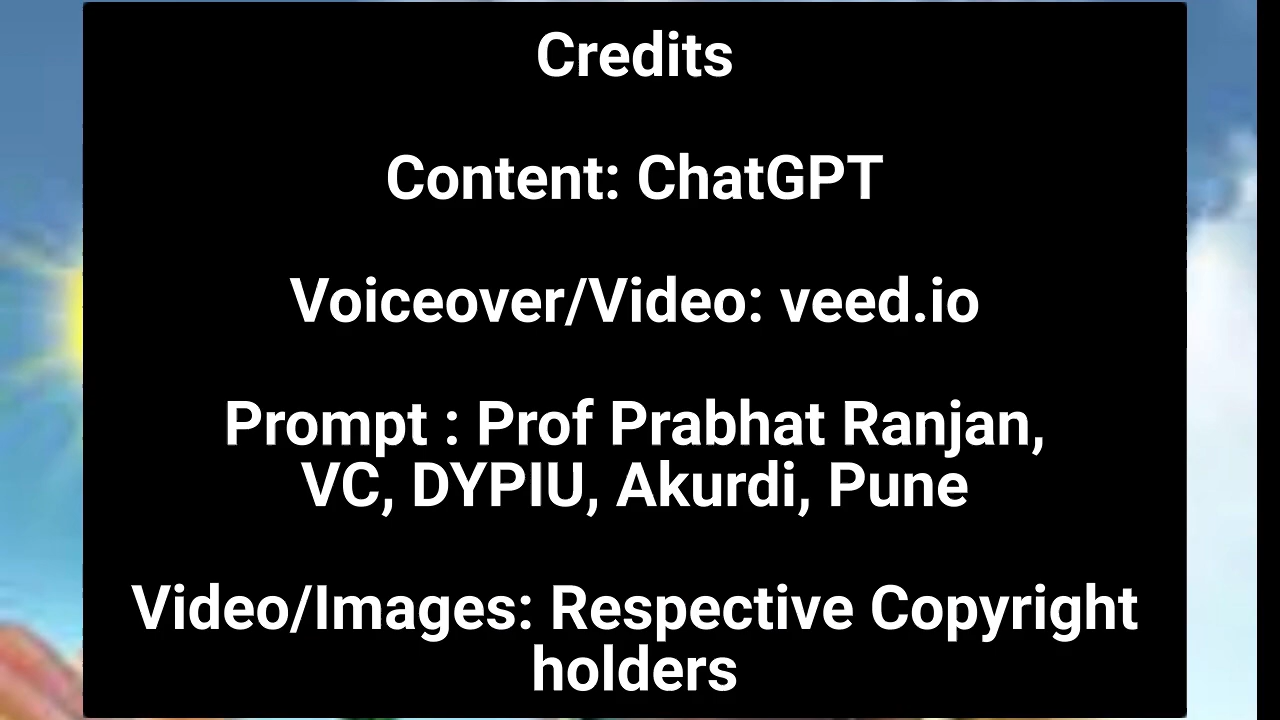 Credits
Content: ChatGPT
Voiceover/Video: veed.io
Prompt : Prof Prabhat Ranjan,
VC, DYPIU, Akurdi, Pune
Video/Images: Respective Copyright
holders